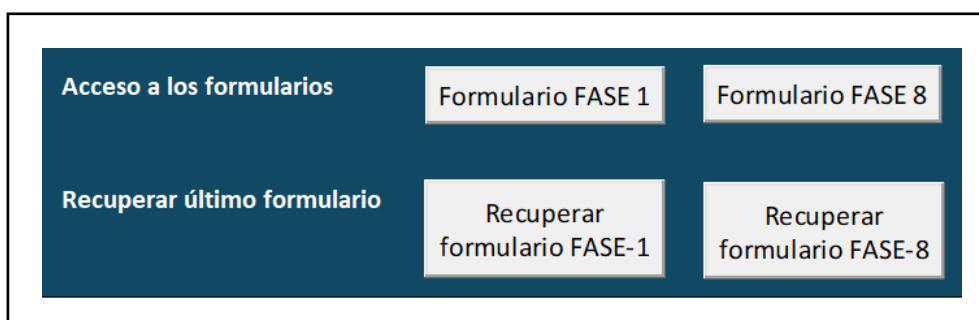 Acceso a los formularios
Formulario FASE 1
Formulario FASE 8
Recuperar último formulario
Recuperar
formulario FASE-1
Recuperar
formulario FASE-8